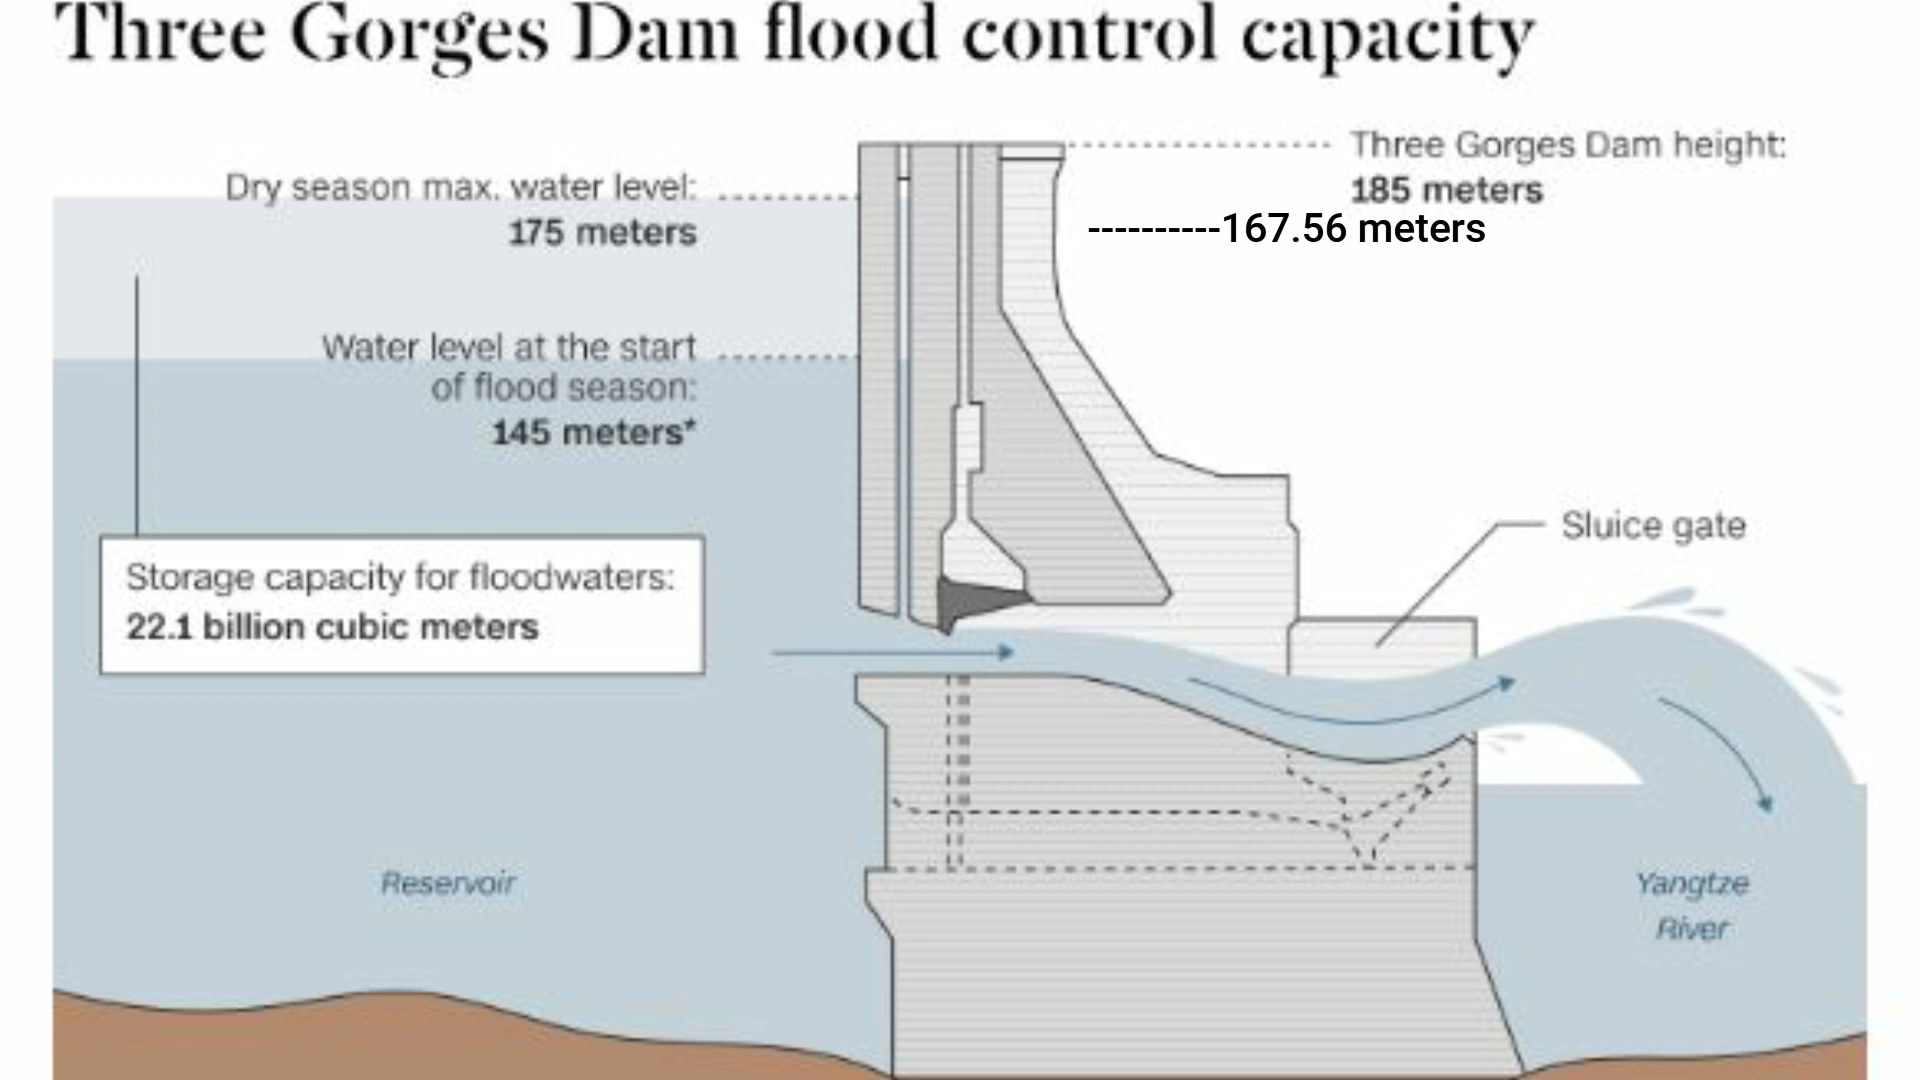 Three Gorges Dam flood control capacity
Three Gorges Dam height:
185 meters
Dry season max. water level:
175 meters
----------167.56 meters
Water level at the start
of flood season:
145 meters*
Sluice gate
Storage capacity for floodwaters:
22.1 billion cubic meters
Reservoir
Yangtze
River